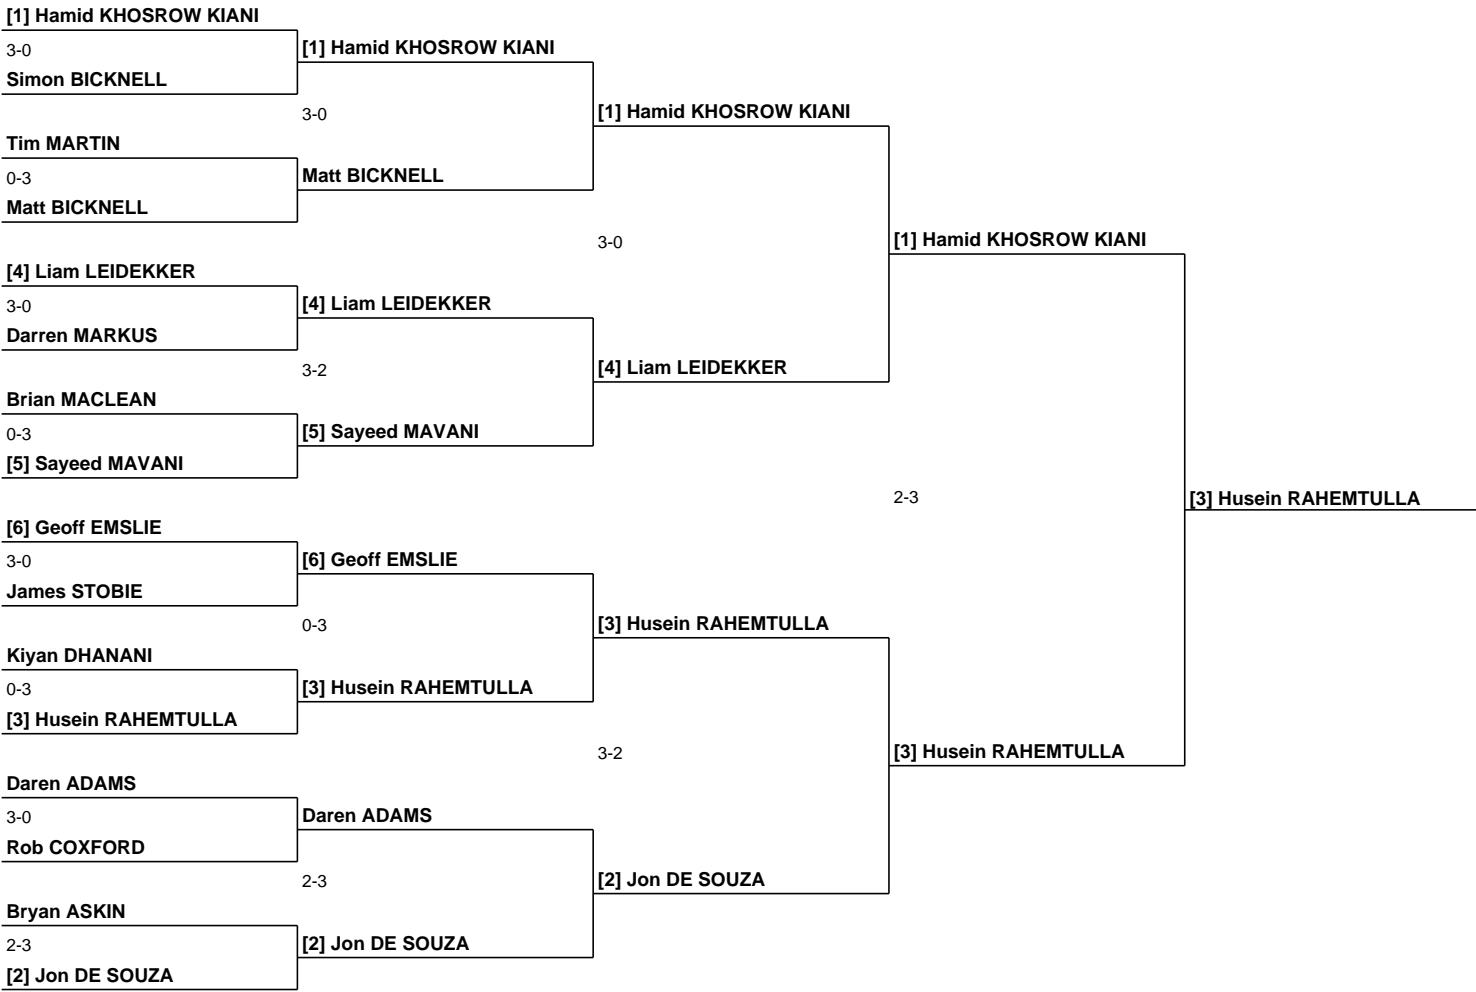 [1] Hamid KHOSROW KIANI
3-0
[1] Hamid KHOSROW KIANI
Simon BICKNELL
3-0
[1] Hamid KHOSROW KIANI
Tim MARTIN
0-3
Matt BICKNELL
Matt BICKNELL
3-0
[1] Hamid KHOSROW KIANI
[4] Liam LEIDEKKER
3-0
[4] Liam LEIDEKKER
Darren MARKUS
3-2
[4] Liam LEIDEKKER
Brian MACLEAN
0-3
[5] Sayeed MAVANI
[5] Sayeed MAVANI
2-3
[3] Husein RAHEMTULLA
[6] Geoff EMSLIE
3-0
[6] Geoff EMSLIE
James STOBIE
0-3
[3] Husein RAHEMTULLA
Kiyan DHANANI
0-3
[3] Husein RAHEMTULLA
[3] Husein RAHEMTULLA
3-2
[3] Husein RAHEMTULLA
Daren ADAMS
3-0
Daren ADAMS
Rob COXFORD
2-3
[2] Jon DE SOUZA
Bryan ASKIN
2-3
[2] Jon DE SOUZA
[2] Jon DE SOUZA